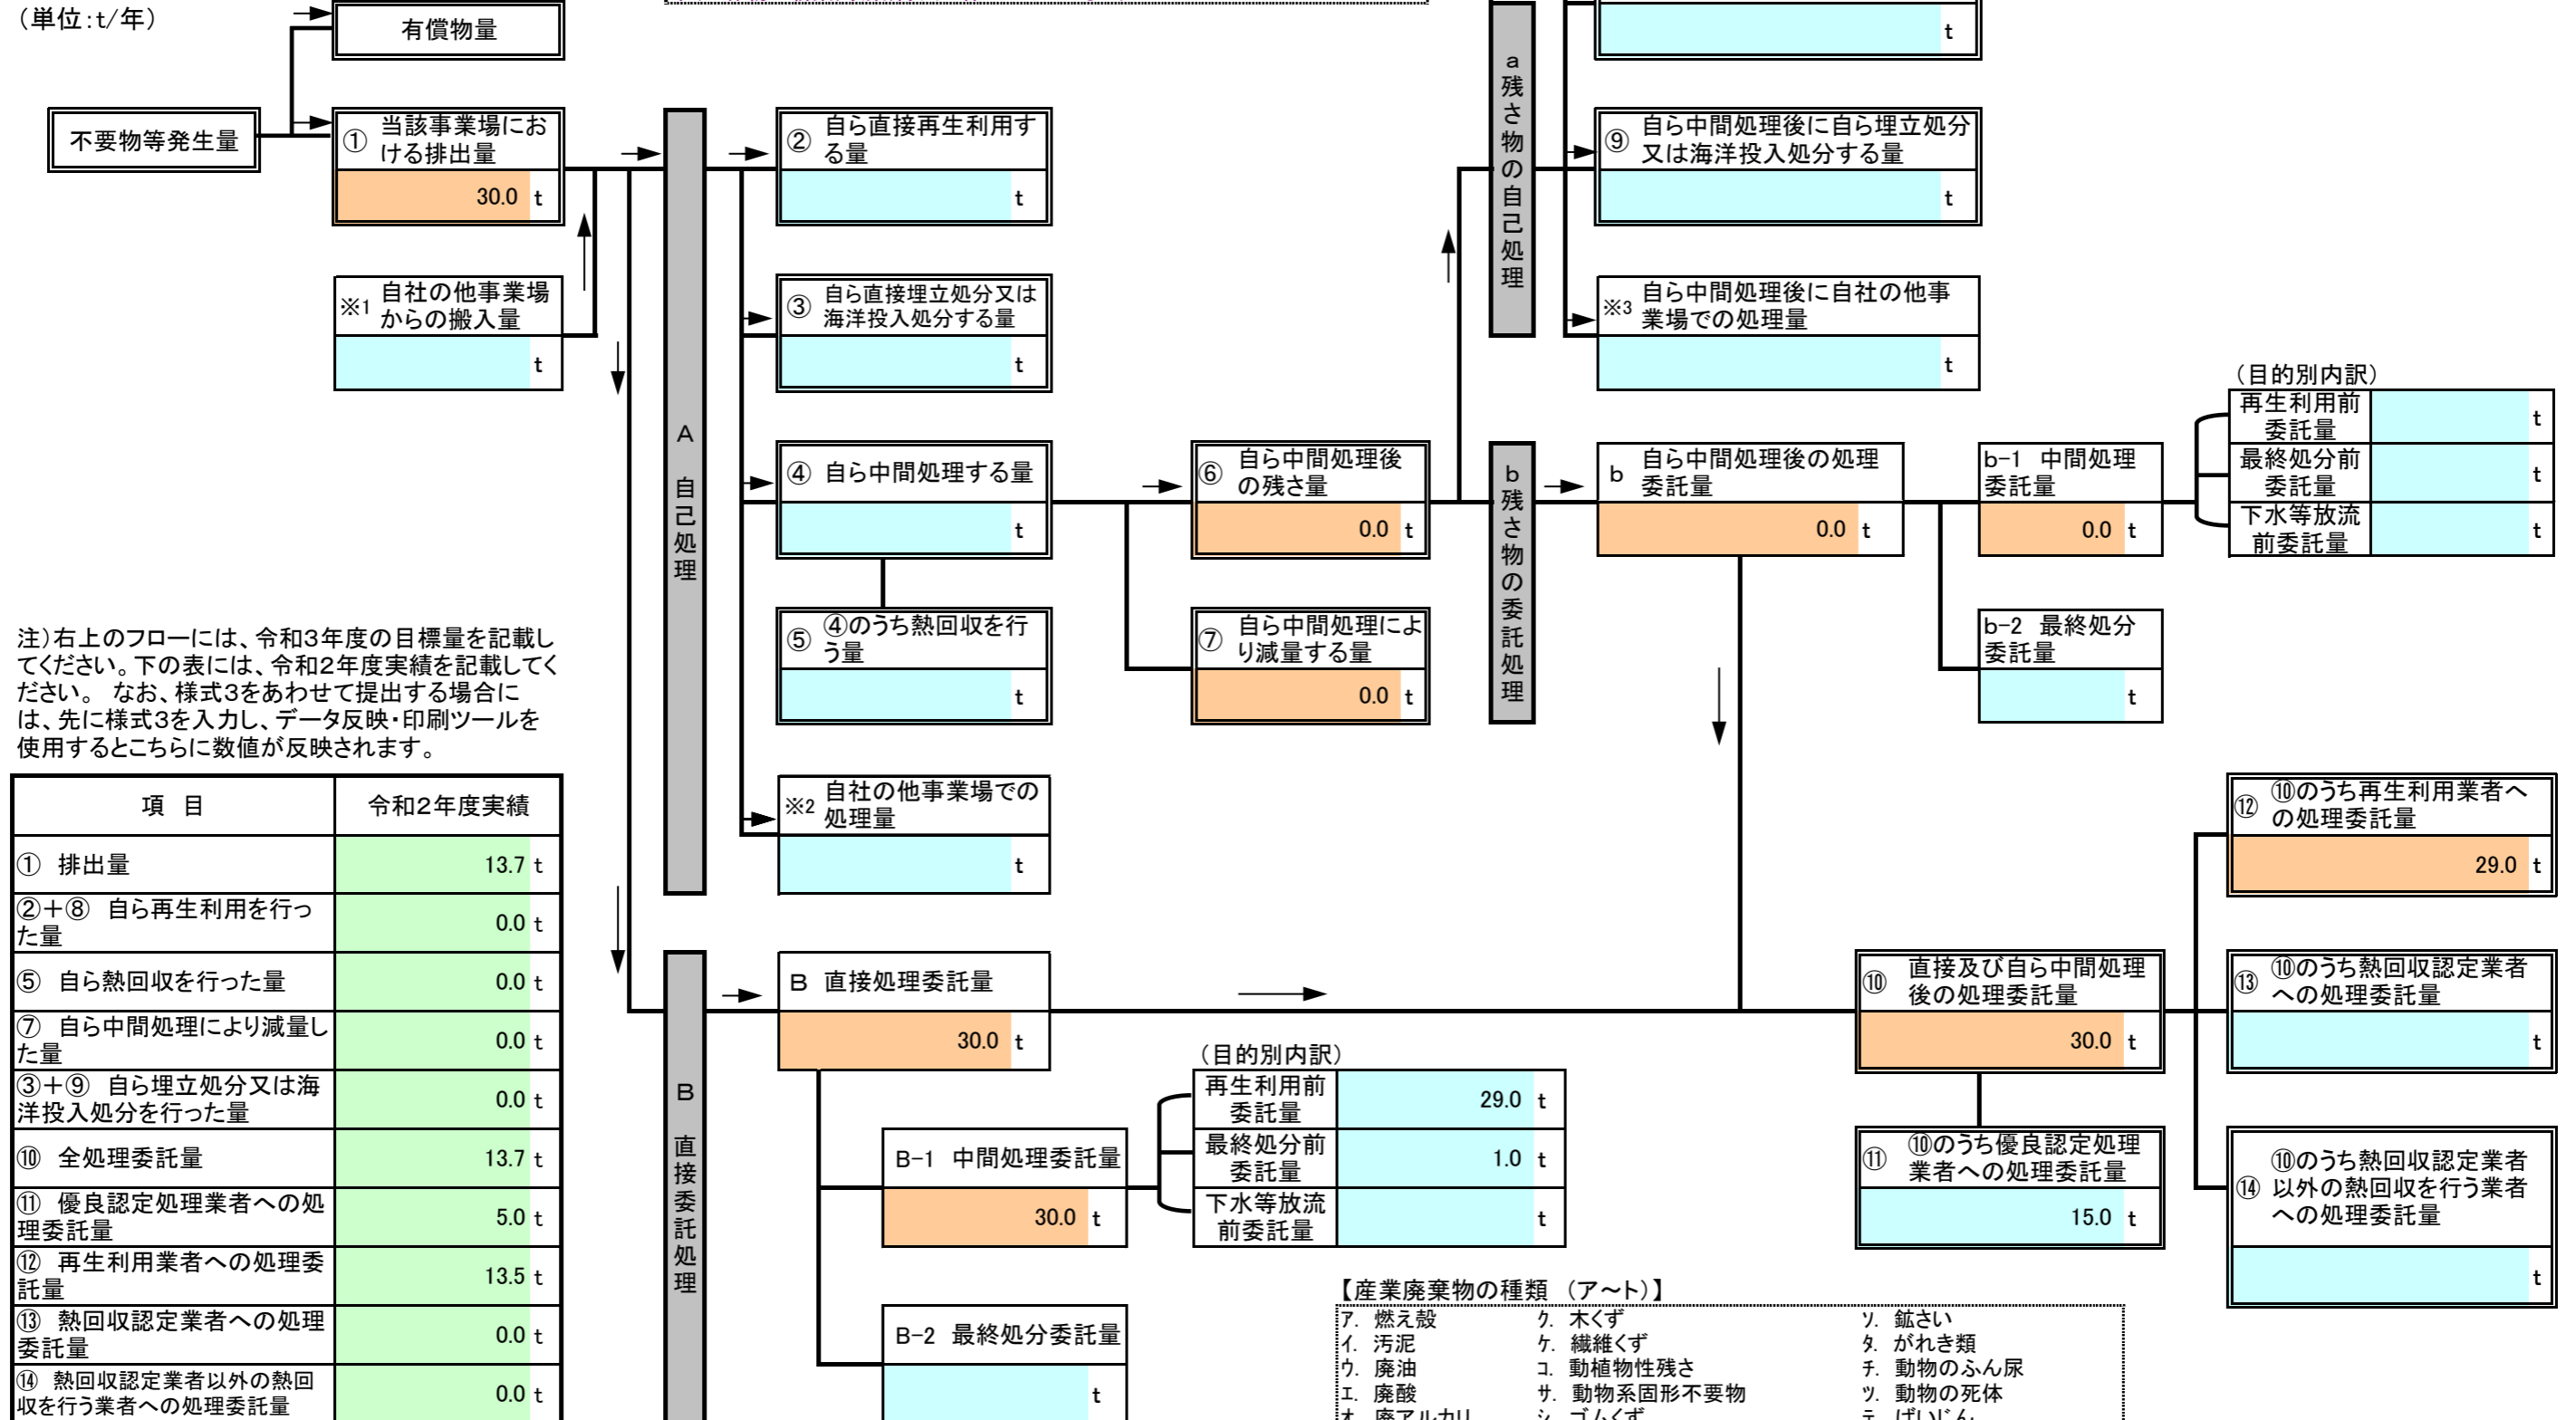 (単位:t/年)
有償物量
t
不要物等発生量
① 当該事業場にお
ける排出量
30.0 t
※1 自社の他事業場
からの搬入量
t
A 自己処理
② 自ら直接再生利用す
る量
t
③ 自ら直接埋立処分又は
海洋投入処分する量
t
④ 自ら中間処理する量
t
⑤ ④のうち熱回収を行
う量
t
※2 自社の他事業場での
処理量
t
⑥ 自ら中間処理後
の残さ量
0.0 t
⑦ 自ら中間処理によ
り減量する量
0.0 t
a 残さ物の自己処理
⑨ 自ら中間処理後に自ら埋立処分
又は海洋投入処分する量
t
※3 自ら中間処理後に自社の他事
業場での処理量
t
b 残さ物の委託処理
b 自ら中間処理後の処理
委託量
0.0 t
b-1 中間処理
委託量
0.0 t
b-2 最終処分
委託量
t
(目的別内訳)
再生利用前
委託量
t
最終処分前
委託量
t
下水等放流
前委託量
t
注)右上のフローには、令和3年度の目標量を記載し
てください。下の表には、令和2年度実績を記載してく
ださい。 なお、様式3をあわせて提出する場合に
は、先に様式3を入力し、データ反映・印刷ツールを
使用するとこちらに数値が反映されます。
項 目 令和2年度実績
① 排出量 13.7 t
②+⑧ 自ら再生利用を行っ
た量
0.0 t
⑤ 自ら熱回収を行った量 0.0 t
⑦ 自ら中間処理により減量し
た量
0.0 t
③+⑨ 自ら埋立処分又は海
洋投入処分を行った量
0.0 t
⑩ 全処理委託量 13.7 t
⑪ 優良認定処理業者への処
理委託量
5.0 t
⑫ 再生利用業者への処理委
託量
13.5 t
⑬ 熱回収認定業者への処理
委託量
0.0 t
⑭ 熱回収認定業者以外の熱回
収を行う業者への処理委託量
0.0 t
B 直接委託処理
B 直接処理委託量
30.0 t
B-1 中間処理委託量
30.0 t
B-2 最終処分委託量
t
(目的別内訳)
再生利用前
委託量
29.0 t
最終処分前
委託量
1.0 t
下水等放流
前委託量
t
⑩ 直接及び自ら中間処理
後の処理委託量
30.0 t
⑪ ⑩のうち優良認定処理
業者への処理委託量
15.0 t
⑫ ⑩のうち再生利用業者へ
の処理委託量
29.0 t
⑬ ⑩のうち熱回収認定業者
への処理委託量
t
⑭ ⑩のうち熱回収認定業者
以外の熱回収を行う業者
への処理委託量
t
【産業廃棄物の種類 (ア~ト)】
ア. 燃え殻 ク. 木くず ソ. 鉱さい
イ. 汚泥 ケ. 繊維くず タ. がれき類
ウ. 廃油 コ. 動植物性残さ チ. 動物のふん尿
エ. 廃酸 サ. 動物系固形不要物 ツ. 動物の死体
オ. 廃アルカリ シ. ゴムくず テ. ばいじん